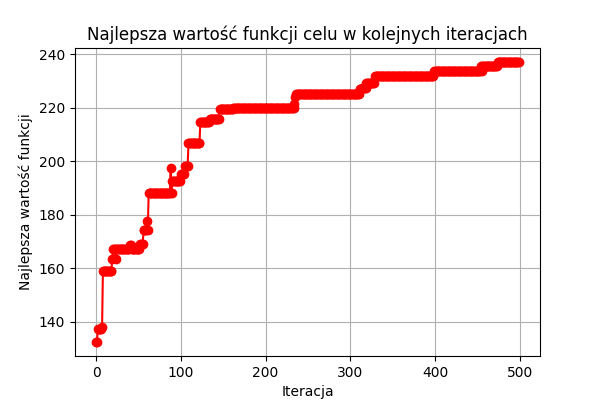 Najlepsza wartość funkcji celu w kolejnych iteracjach
240
220
200
180
160
140
Najlepsza wartość funkcji
0 100 200 300 400 500
Iteracja